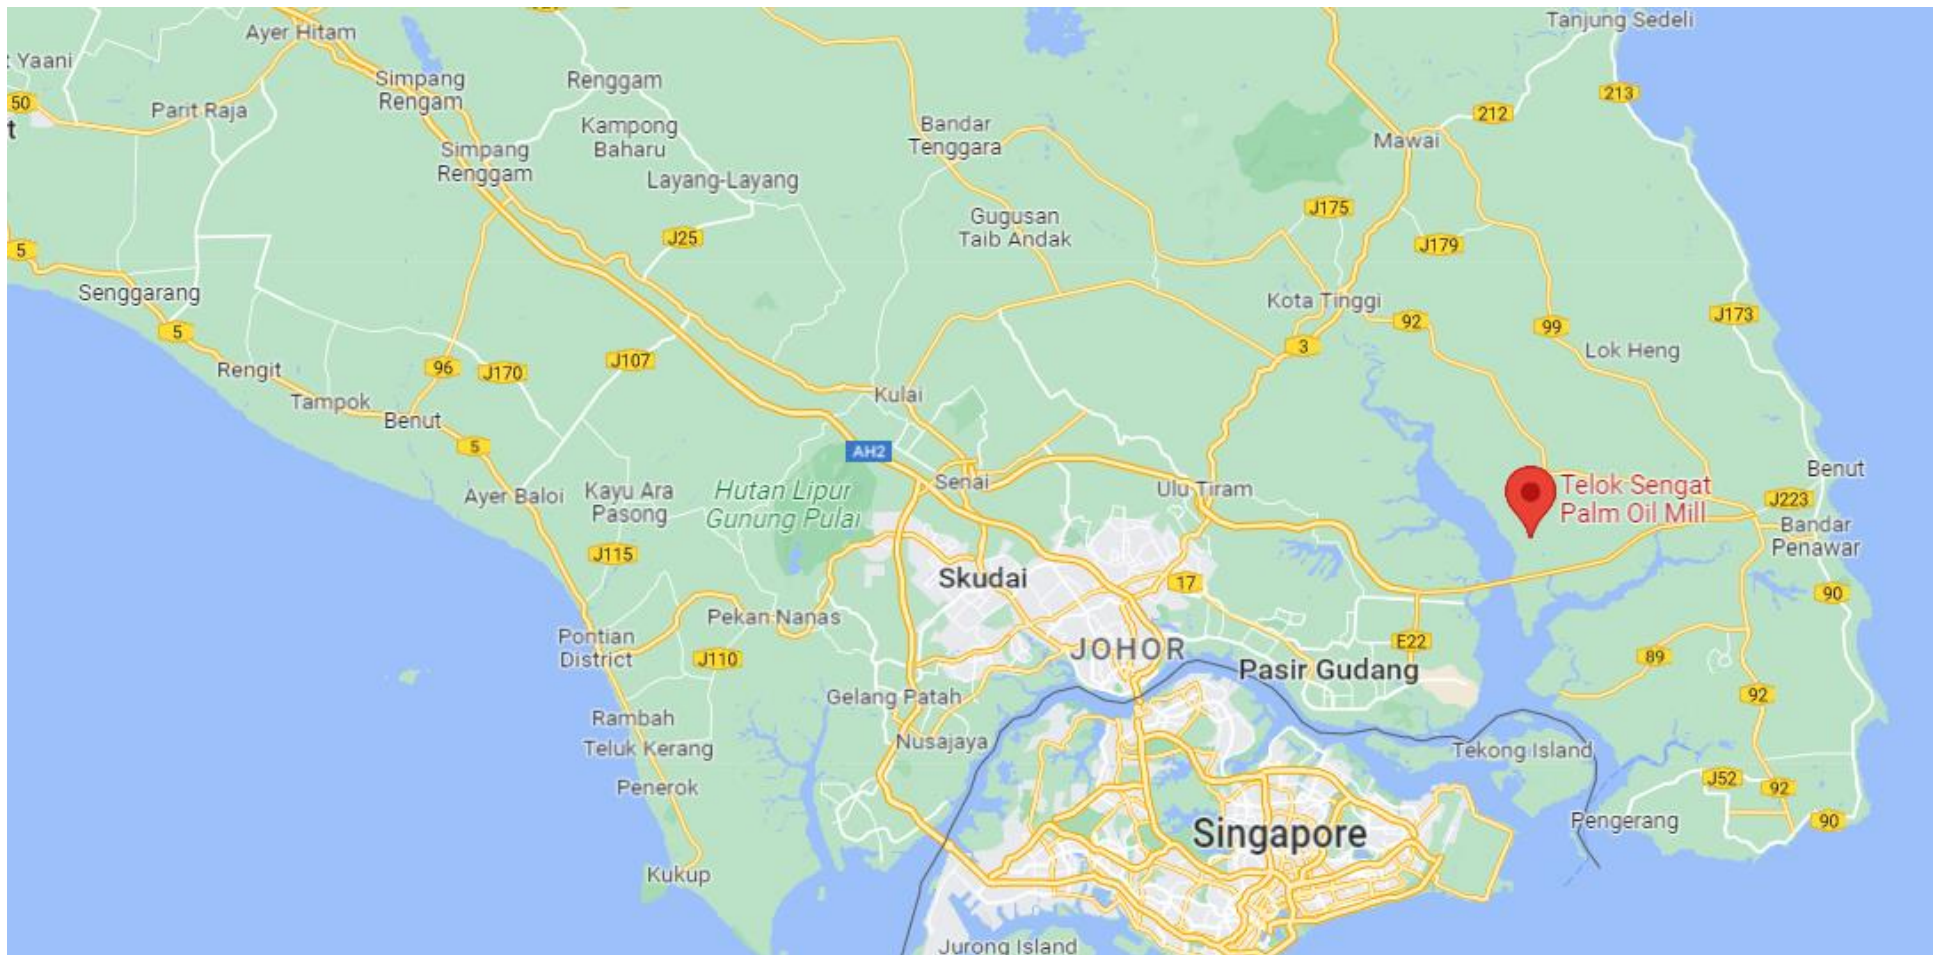 Tanjung Sedeli
Ayer Hitam
t Yaani
Simpang
Rengam
Renggam
213
50
Parit Raja
212
t
Kampong
Baharu
Bandar
Tenggara
Mawai
Simpang
Renggam
Layang-Layang
J175
Gugusan
Taib Andak
J25
J179
5
Senggarang
Kota Tinggi
J173
5
92
99
3
Lok Heng
Rengit
96
J170
J107
Tampok
Kulai
Benut
5
AH2
Benut
Ayer Baloi
Kayu Ara
Pasong
Hutan Lipur
Gunung Pulai
Senai
Ulu Tiram
Telok Sengat
Palm Oil Mill
J223
Bandar
Penawar
J115
Skudai
17
90
Pekan Nanas
Pontian
District
J110
JOHOR
E22
89
Pasir Gudang
Gelang Patah
92
Rambah
Teluk Kerang
Nusajaya
Tekong Island
Penerok
J52
92
Pengerang
90
Singapore
Kukup
Jurong Island